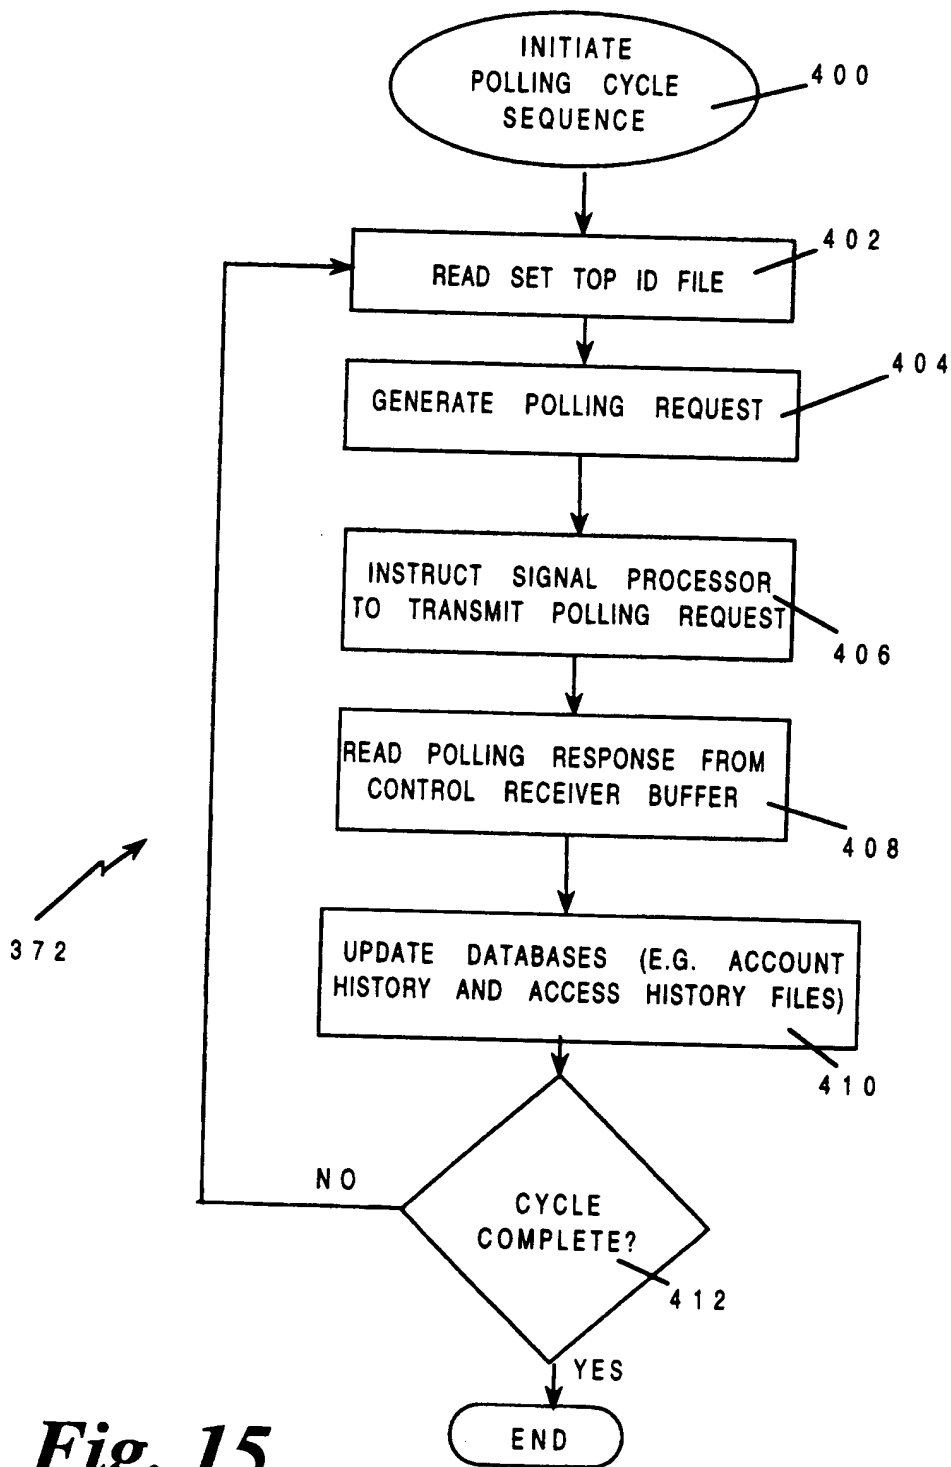 INITIATE
POLLING CYCLE
SEQUENCE
400
READ SET TOP ID FILE
402
GENERATE POLLING REQUEST
404
INSTRUCT SIGNAL PROCESSOR
TO TRANSMIT POLLING REQUEST
406
READ POLLING RESPONSE FROM
CONTROL RECEIVER BUFFER
408
372
UPDATE DATABASES (E.G. ACCOUNT
HISTORY AND ACCESS HISTORY FILES)
410
NO
CYCLE
COMPLETE?
412
YES
END
Fig. 15